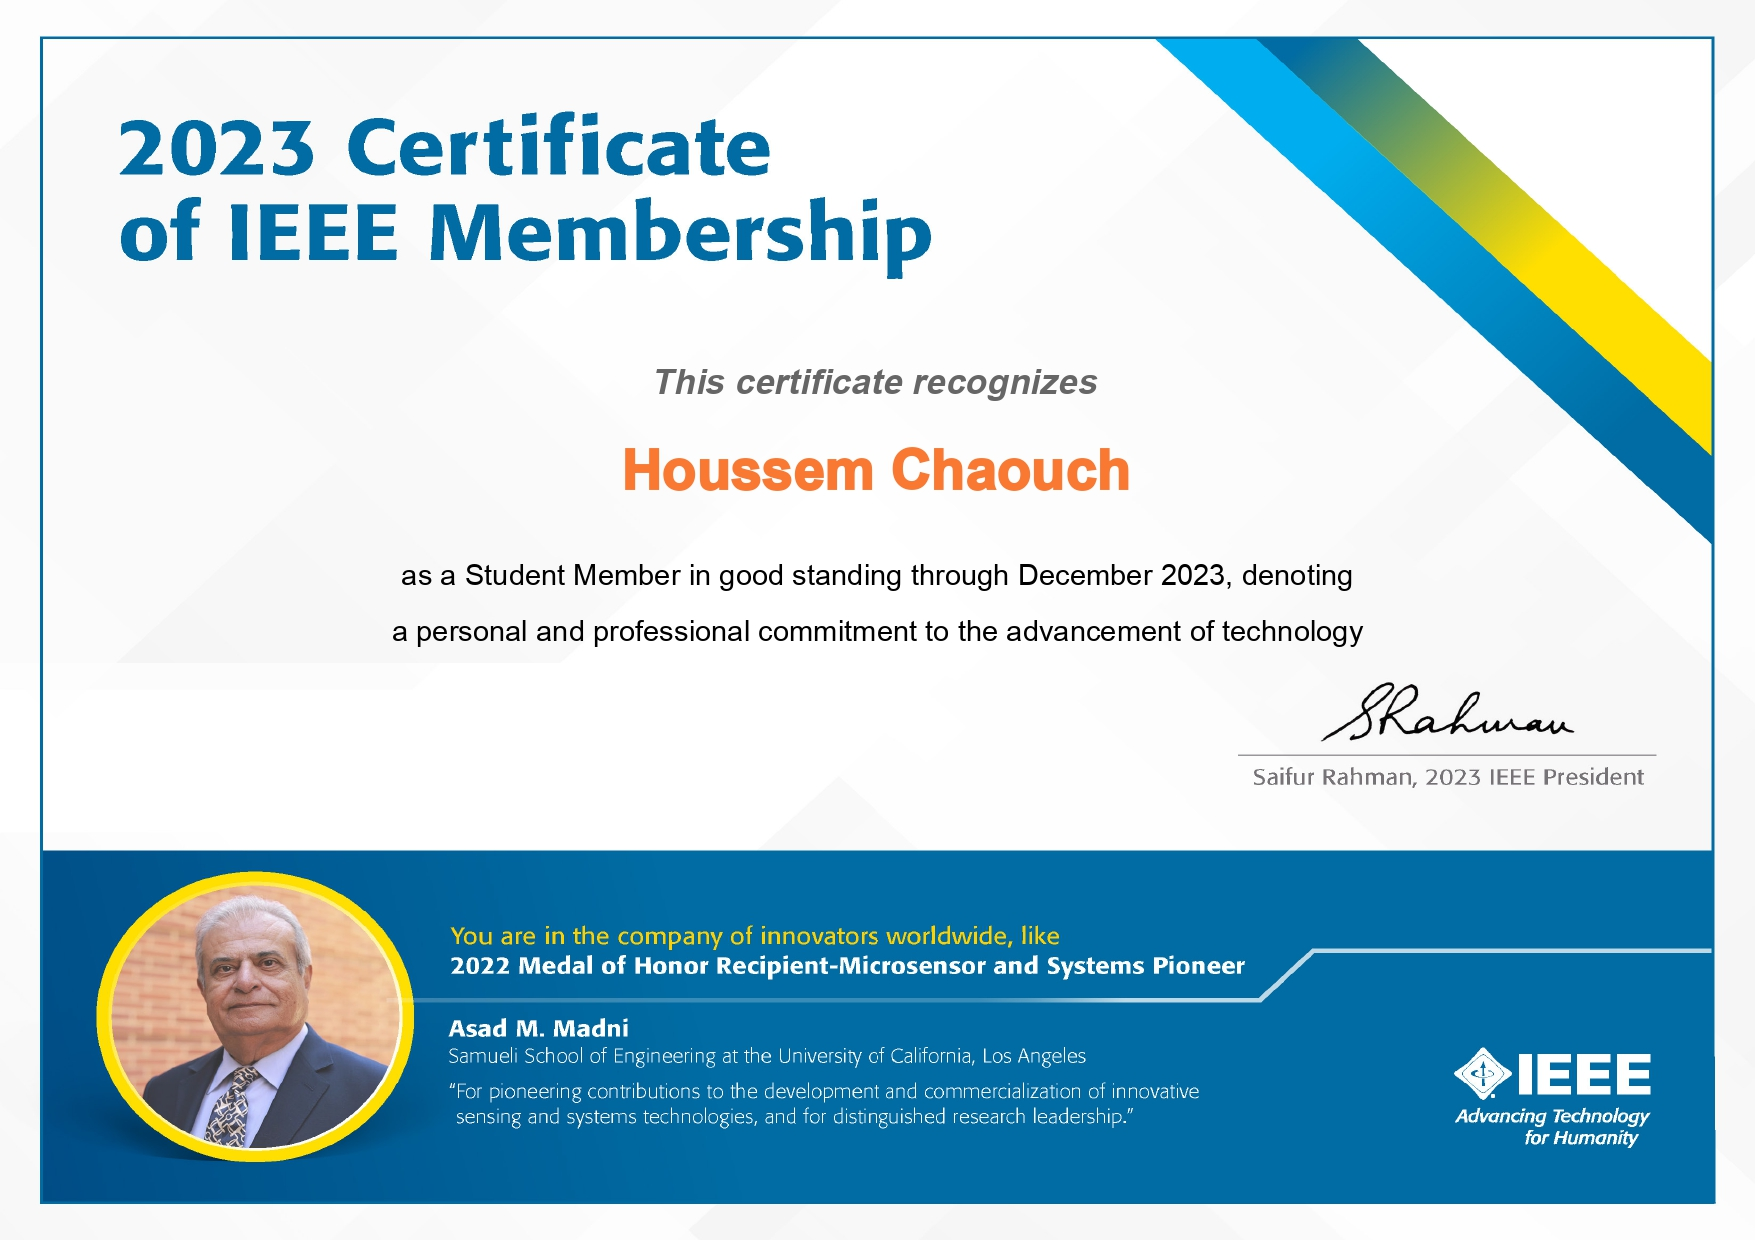 2023 Certificate
of IEEE Membership
This certificate recognizes
Houssem Chaouch
as a Student Member in good standing through December 2023, denoting
a personal and professional commitment to the advancement of technology
SRahman
Saifur Rahman, 2023 IEEE President
You are in the company of innovators worldwide, like
2022 Medal of Honor Recipient-Microsensor and Systems Pioneer
Asad M. Madni
Samueli School of Engineering at the University of California, Los Angeles
“For pioneering contributions to the development and commercialization of innovative
sensing and systems technologies, and for distinguished research leadership.”
IEEE
Advancing Technology
for Humanity